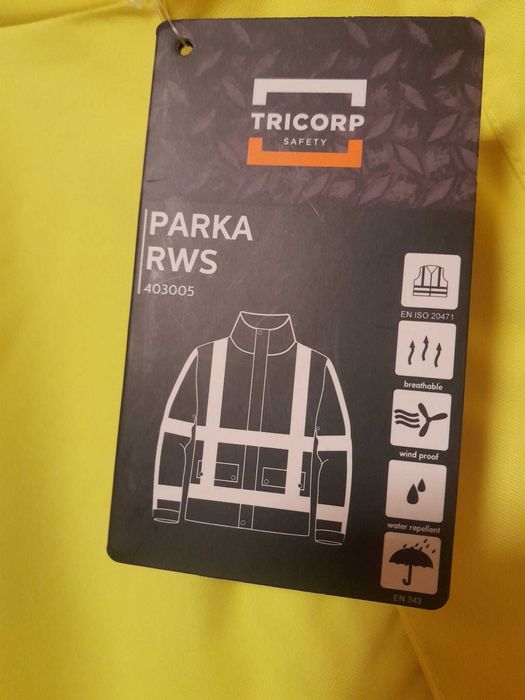 TRICORP
SAFETY
PARKA
RWS
403005
EN ISO 20471
breathable
wind proof
water repellent
EN 343